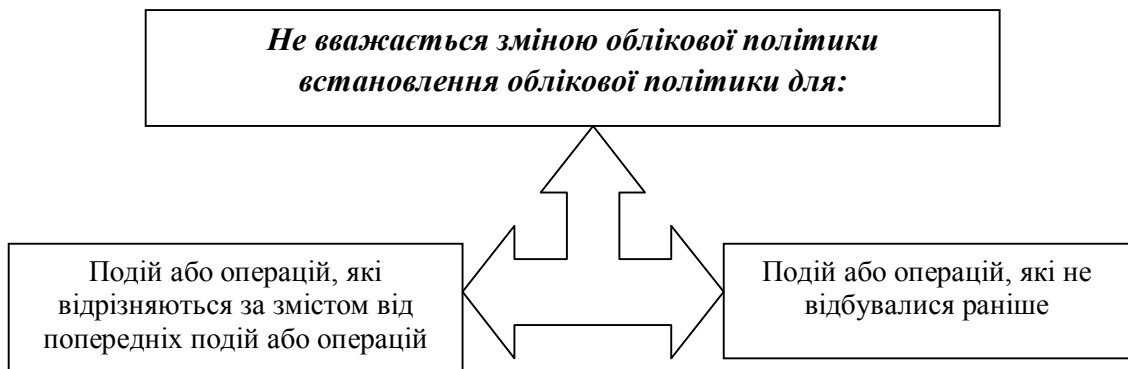 Не вважається зміною облікової політики
встановлення облікової політики для:
Подій або операцій, які
відрізняються за змістом від
попередніх подій або операцій
Подій або операцій, які не
відбувалися раніше